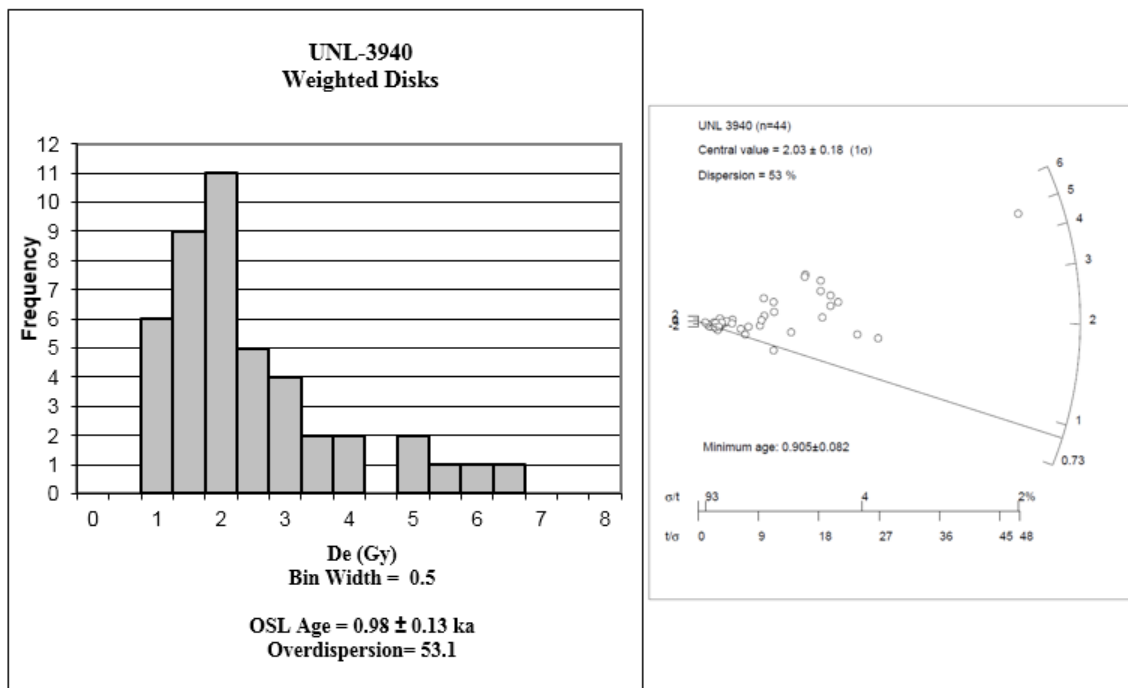 UNL-3940
Weighted Disks
12
11
10
9
8
7
6
5
4
3
2
1
0
Frequency
0 1 2 3 4 5 6 7 8
De (Gy)
Bin Width = 0.5
OSL Age = 0.98 ± 0.13 ka
Overdispersion= 53.1
UNL 3940 (n=44)
Central value = 2.03 ± 0.18 (1σ)
Dispersion = 53 %
6
5
4
3
2
1
0.73
Minimum age: 0.905±0.082
σ/t 93 4 2%
t/σ 0 9 18 27 36 45 48